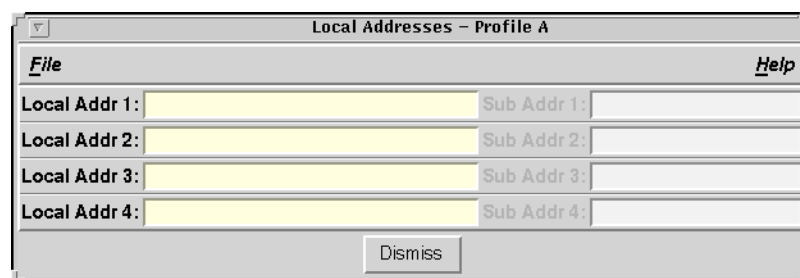 Local Addresses – Profile A
File Help
Local Addr 1: Sub Addr 1:
Local Addr 2: Sub Addr 2:
Local Addr 3: Sub Addr 3:
Local Addr 4: Sub Addr 4:
Dismiss